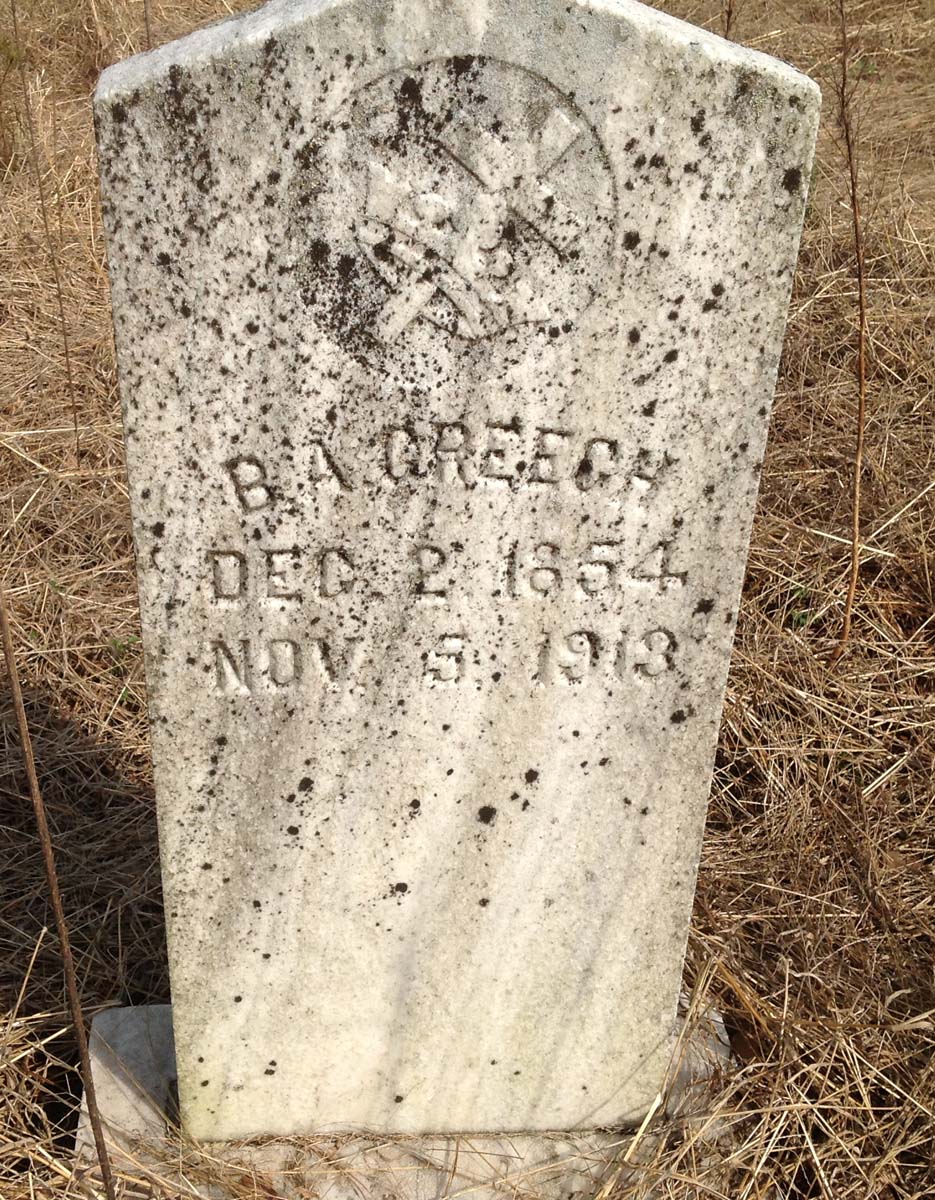 B. A. CREECH
DEC. 2. 1854
NOV. 5. 1913